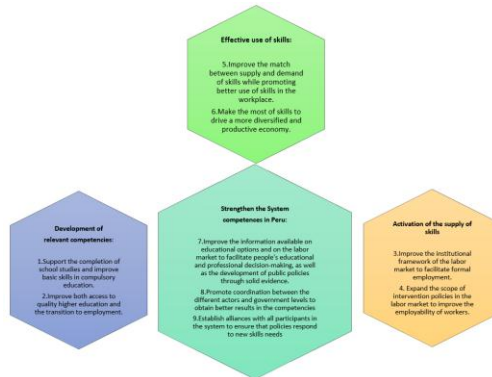 Effective use of skills:
5.Improve the match
between supply and demand
of skills while promoting
better use of skills in the
workplace.
6.Make the most of skills to
drive a more diversified and
productive economy.
Development of
relevant competencies:
1.Support the completion of
school studies and improve
basic skills in compulsory
education.
2.Improve both access to
quality higher education and
the transition to employment.
Strengthen the System
competences in Peru:
7.Improve the information available on
educational options and on the labor
market to facilitate people's educational
and professional decision-making, as well
as the development of public policies
through solid evidence.
8.Promote coordination between the
different actors and government levels to
obtain better results in the competencies
9.Establish alliances with all participants in
the system to ensure that policies respond
to new skills needs
Activation of the supply of
skills
3.Improve the institutional
framework of the labor
market to facilitate formal
employment.
4. Expand the scope of
intervention policies in the
labor market to improve the
employability of workers.